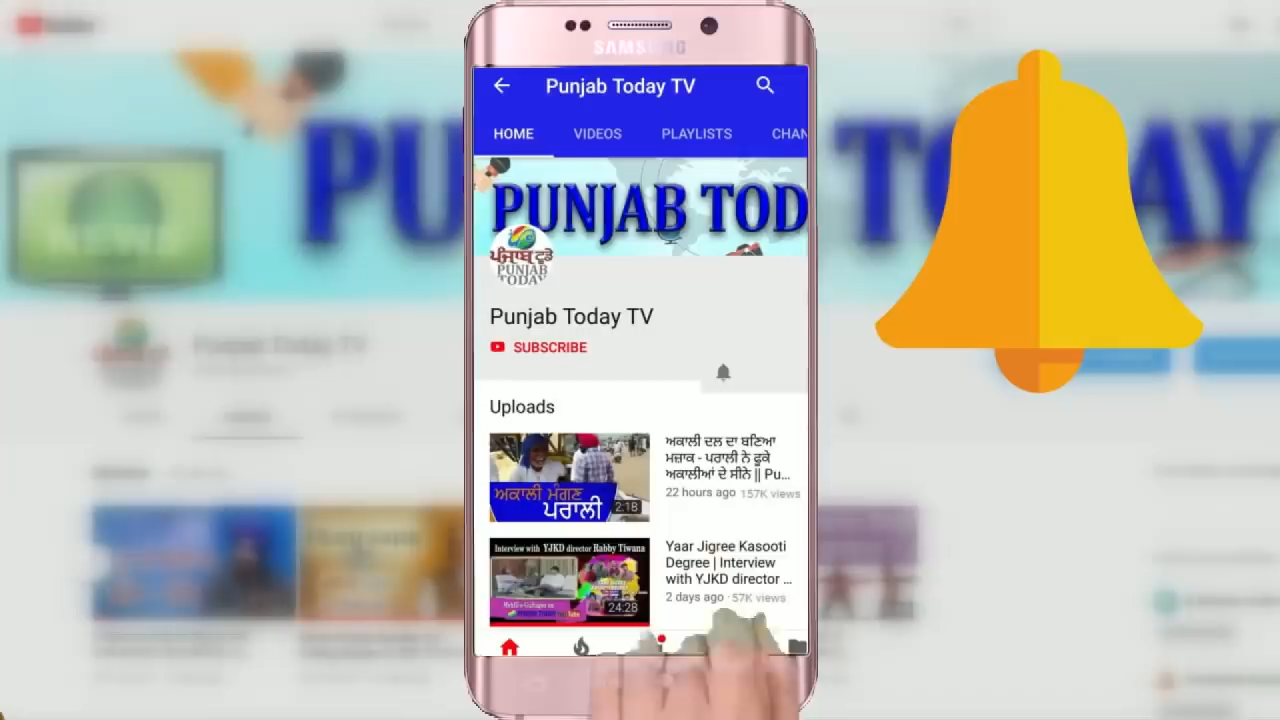 SAMSUNG
Punjab Today TV
HOME VIDEOS PLAYLISTS CHAN
PUNJAB TOD
ਪੰਜਾਬ ਟੁਡੇ
PUNJAB
TODAY
Punjab Today TV
SUBSCRIBE
Uploads
ਅਕਾਲੀ ਮੰਗਣ
ਪਰਾਲੀ
2:18
ਅਕਾਲੀ ਦਲ ਦਾ ਬਣਿਆ
ਮਜ਼ਾਕ - ਪਰਾਲੀ ਨੇ ਫੂਕੇ
ਅਕਾਲੀਆਂ ਦੇ ਸੀਨੇ || Pu...
22 hours ago 157K views
Interview with YJKD director Rabby Tiwana
24:28
Yaar Jigree Kasooti
Degree | Interview
with YJKD director ...
2 days ago · 57K views
PU
TODAY